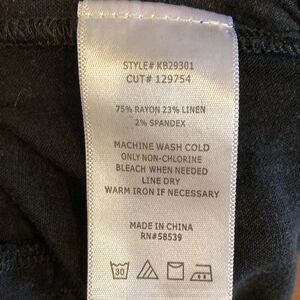 STYLE# KB29301
CUT# 129754
75% RAYON 23% LINEN
2% SPANDEX
MACHINE WASH COLD
ONLY NON-CHLORINE
BLEACH WHEN NEEDED
LINE DRY
WARM IRON IF NECESSARY
MADE IN CHINA
RN#58539
30